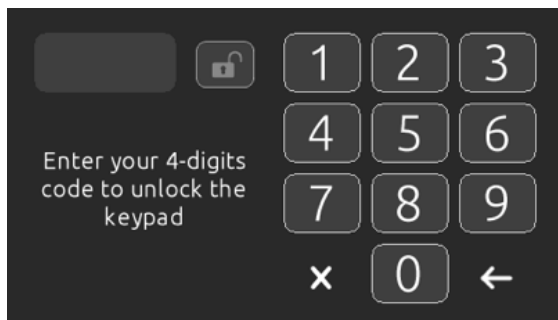 1 2 3
4 5 6
Enter your 4-digits
code to unlock the
keypad
7 8 9
0